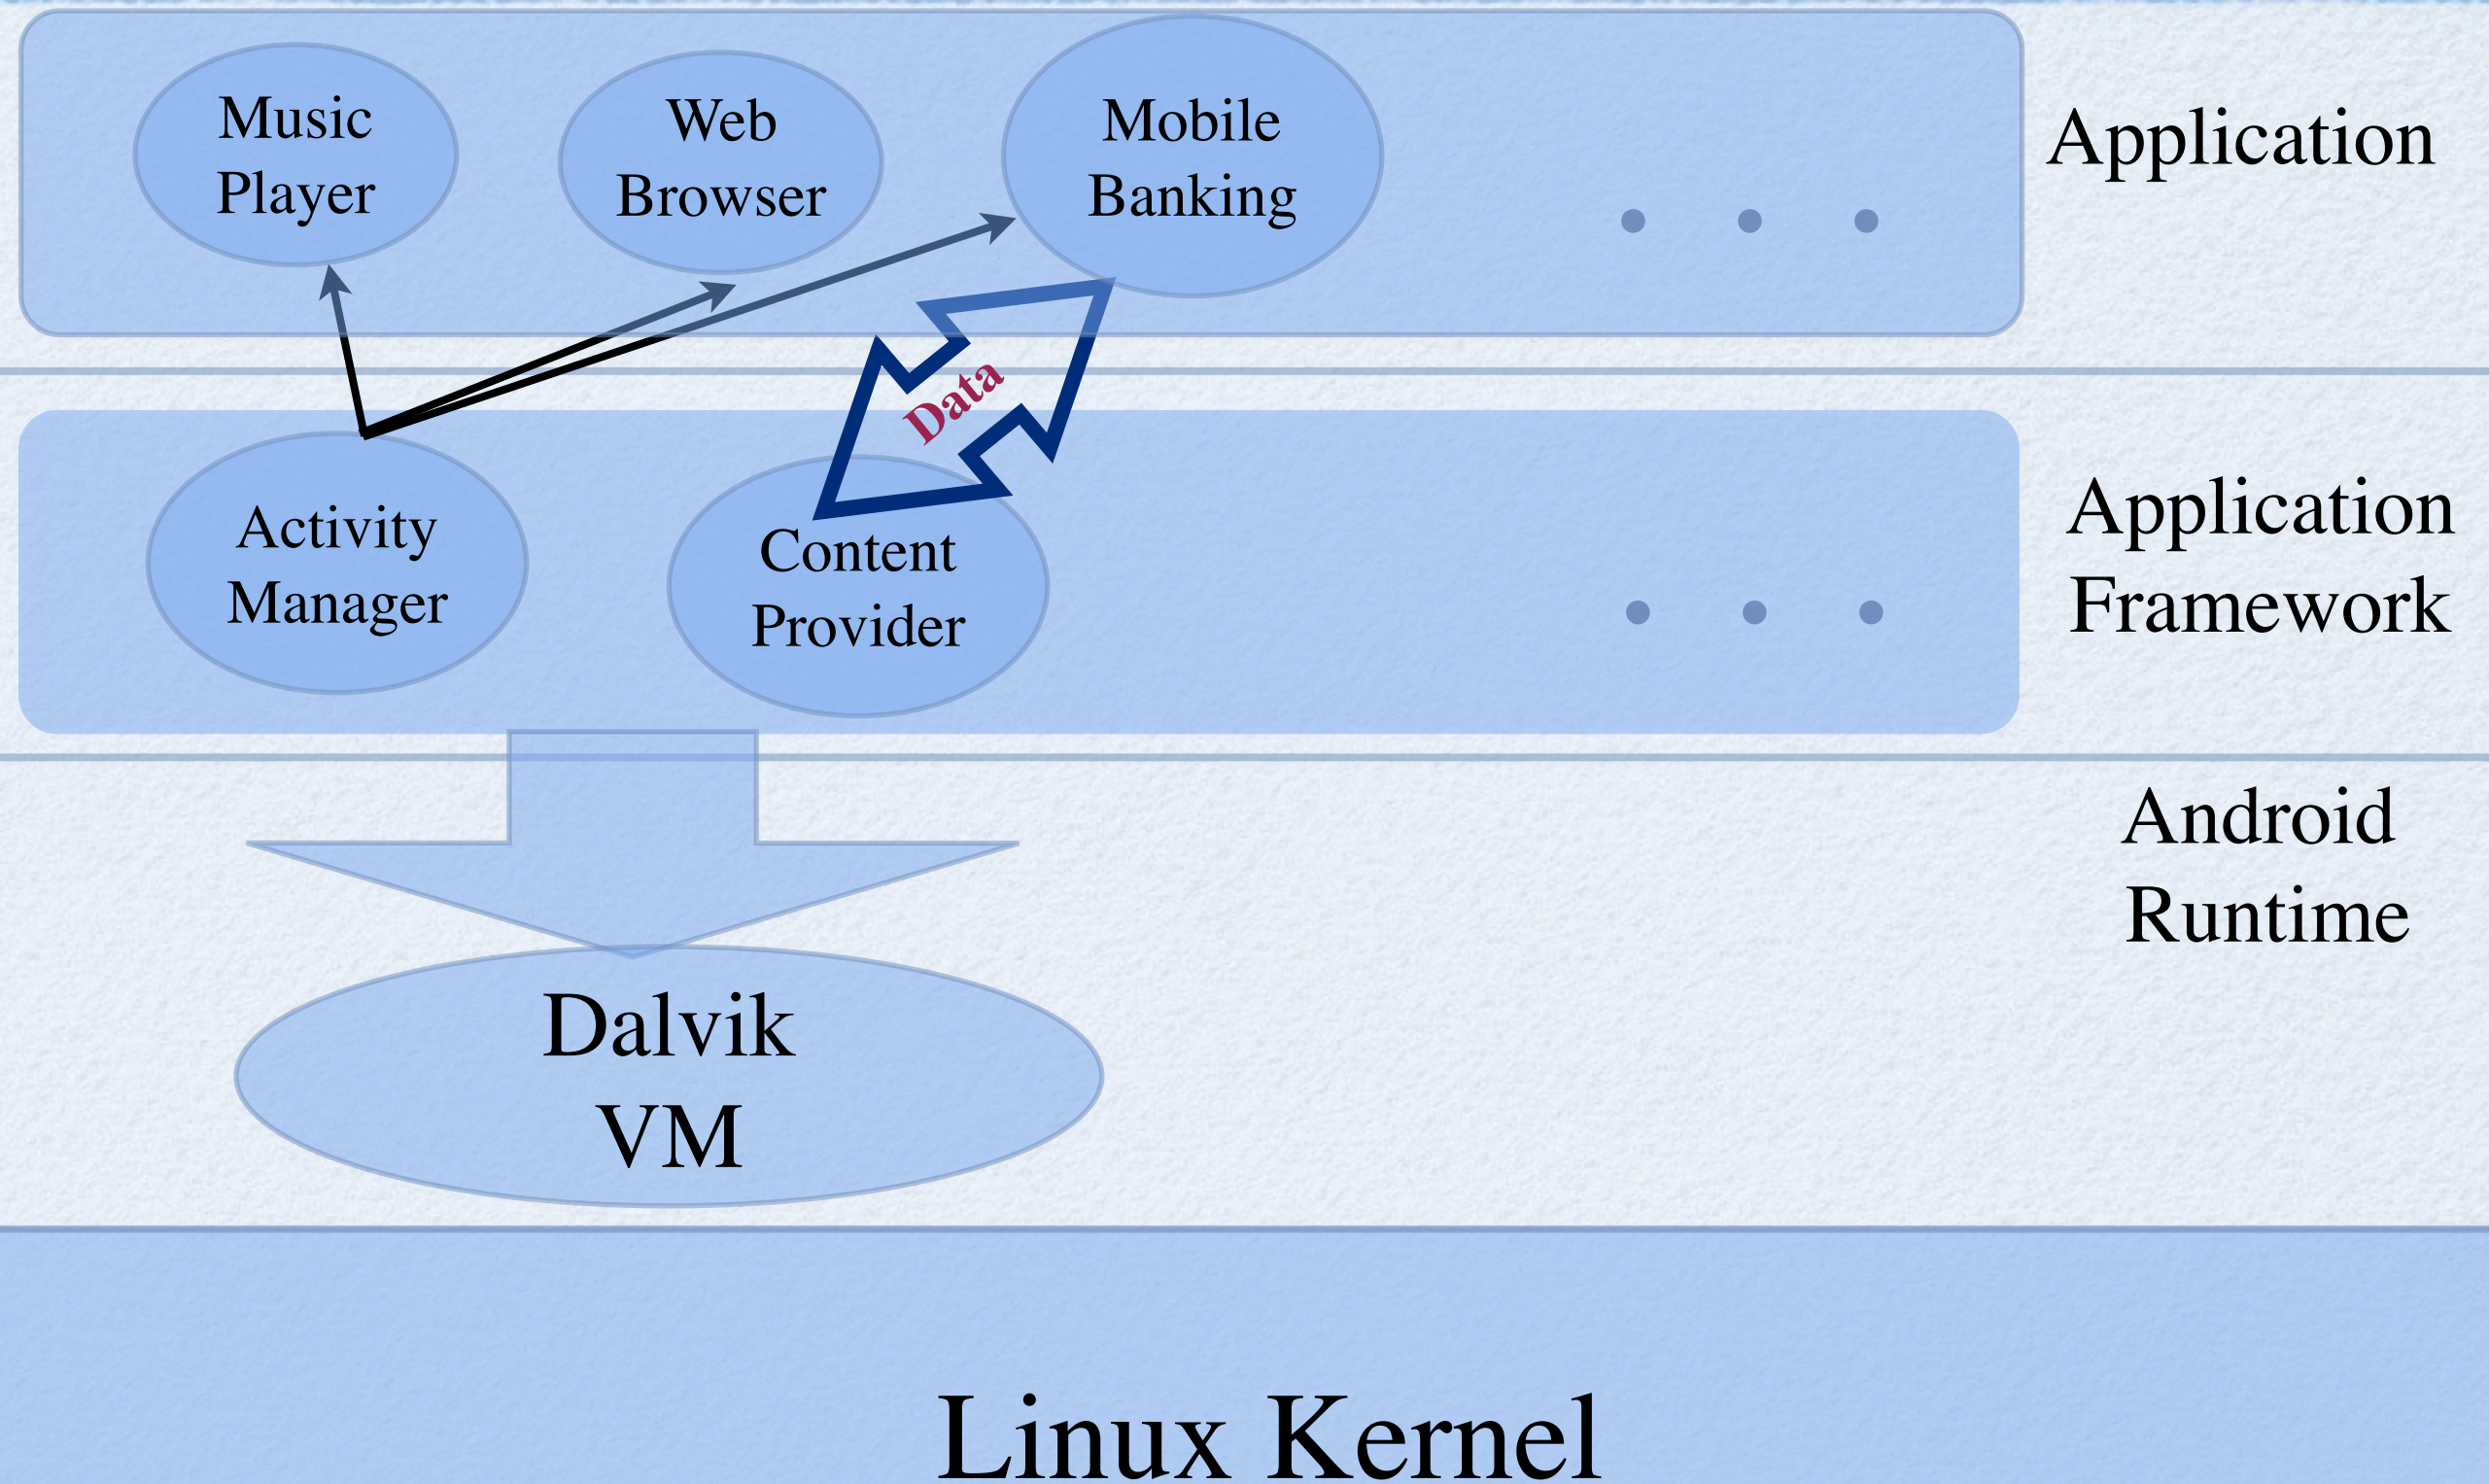 Music
Player
Web
Browser
Mobile
Banking
Application
Data
Activity
Manager
Content
Provider
Application
Framework
Android
Runtime
Dalvik
VM
Linux Kernel